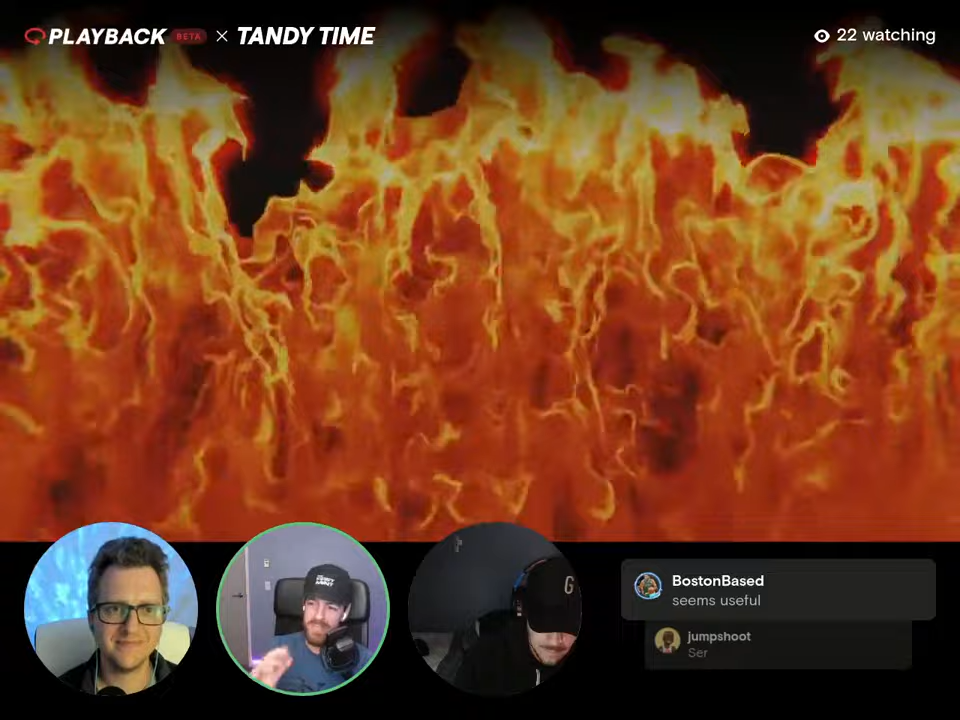 PLAYBACK BETA × TANDY TIME
22 watching
BostonBased
seems useful
jumpshoot
Ser
G